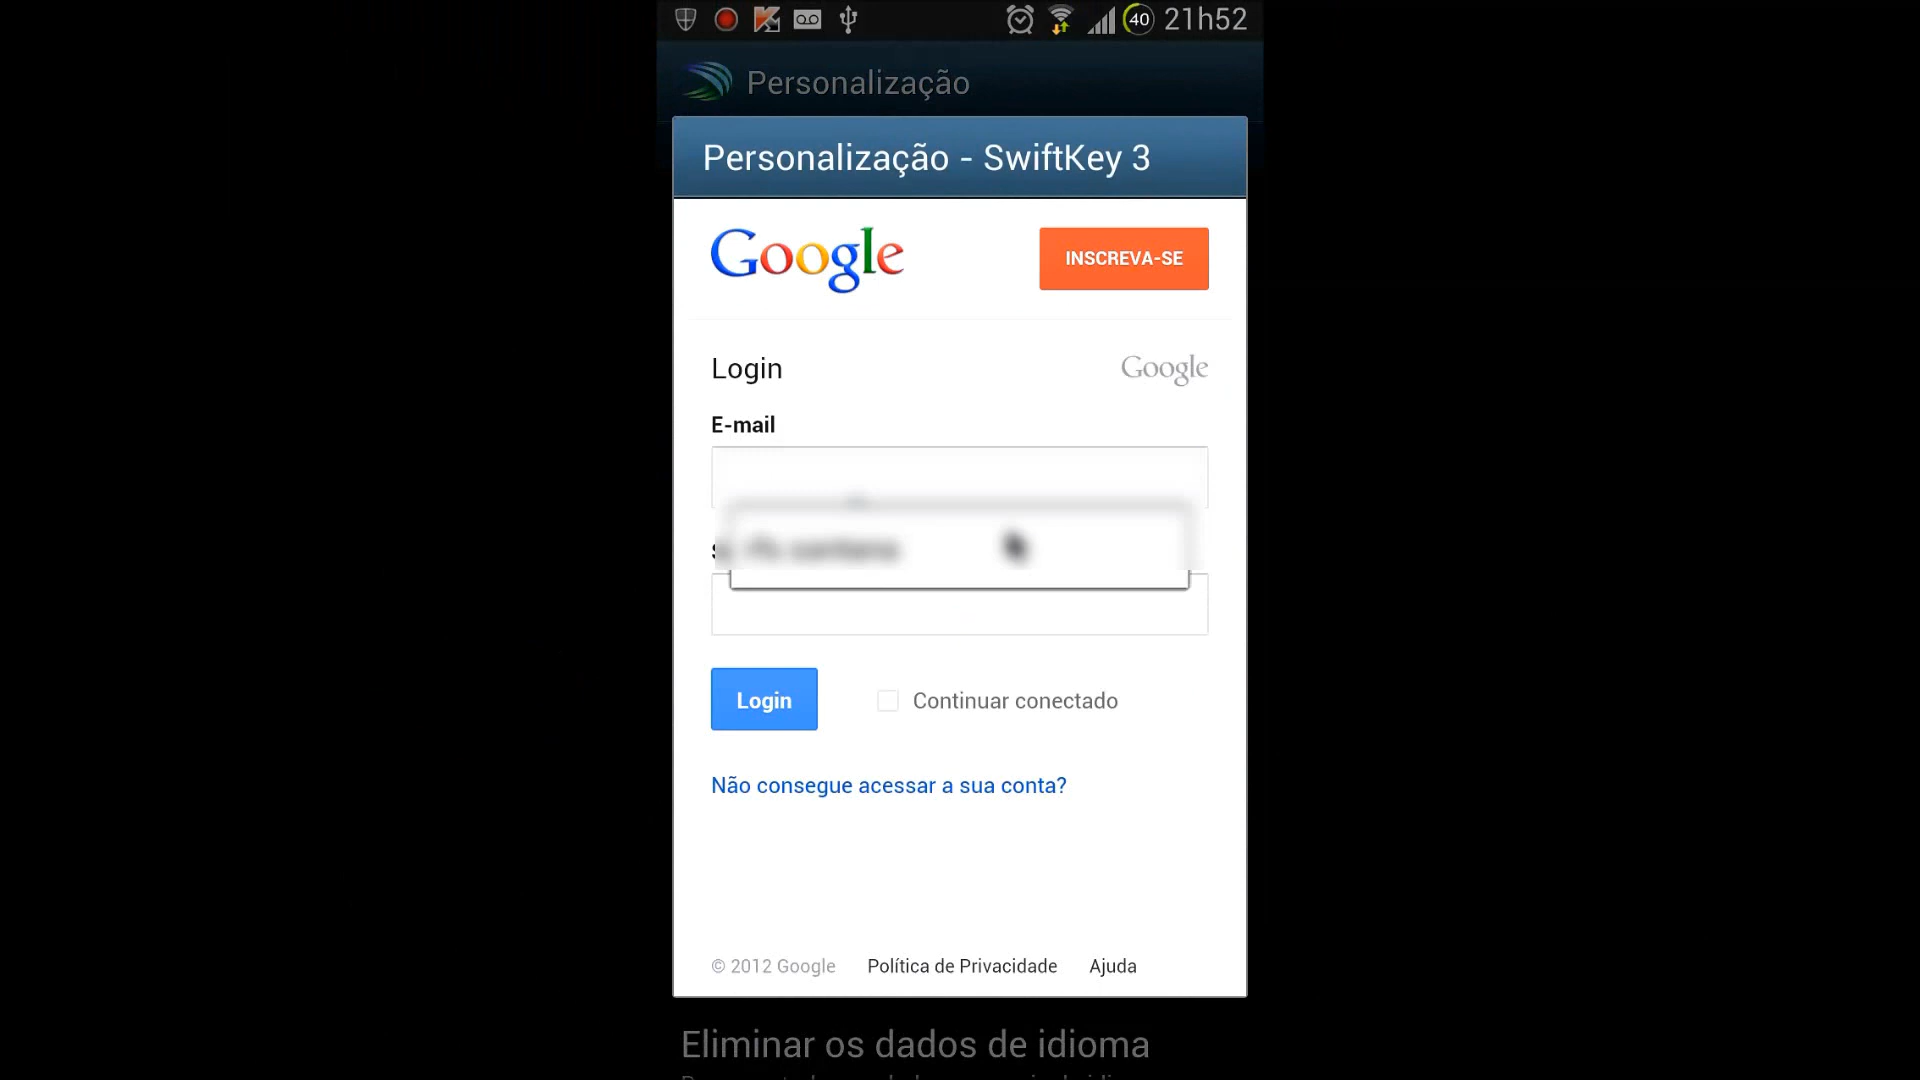 40 21h52
Personalização
Personalização - SwiftKey 3
Google
INSCREVA-SE
Login
Google
E-mail
Login
Continuar conectado
Não consegue acessar a sua conta?
© 2012 Google Política de Privacidade Ajuda
Eliminar os dados de idioma